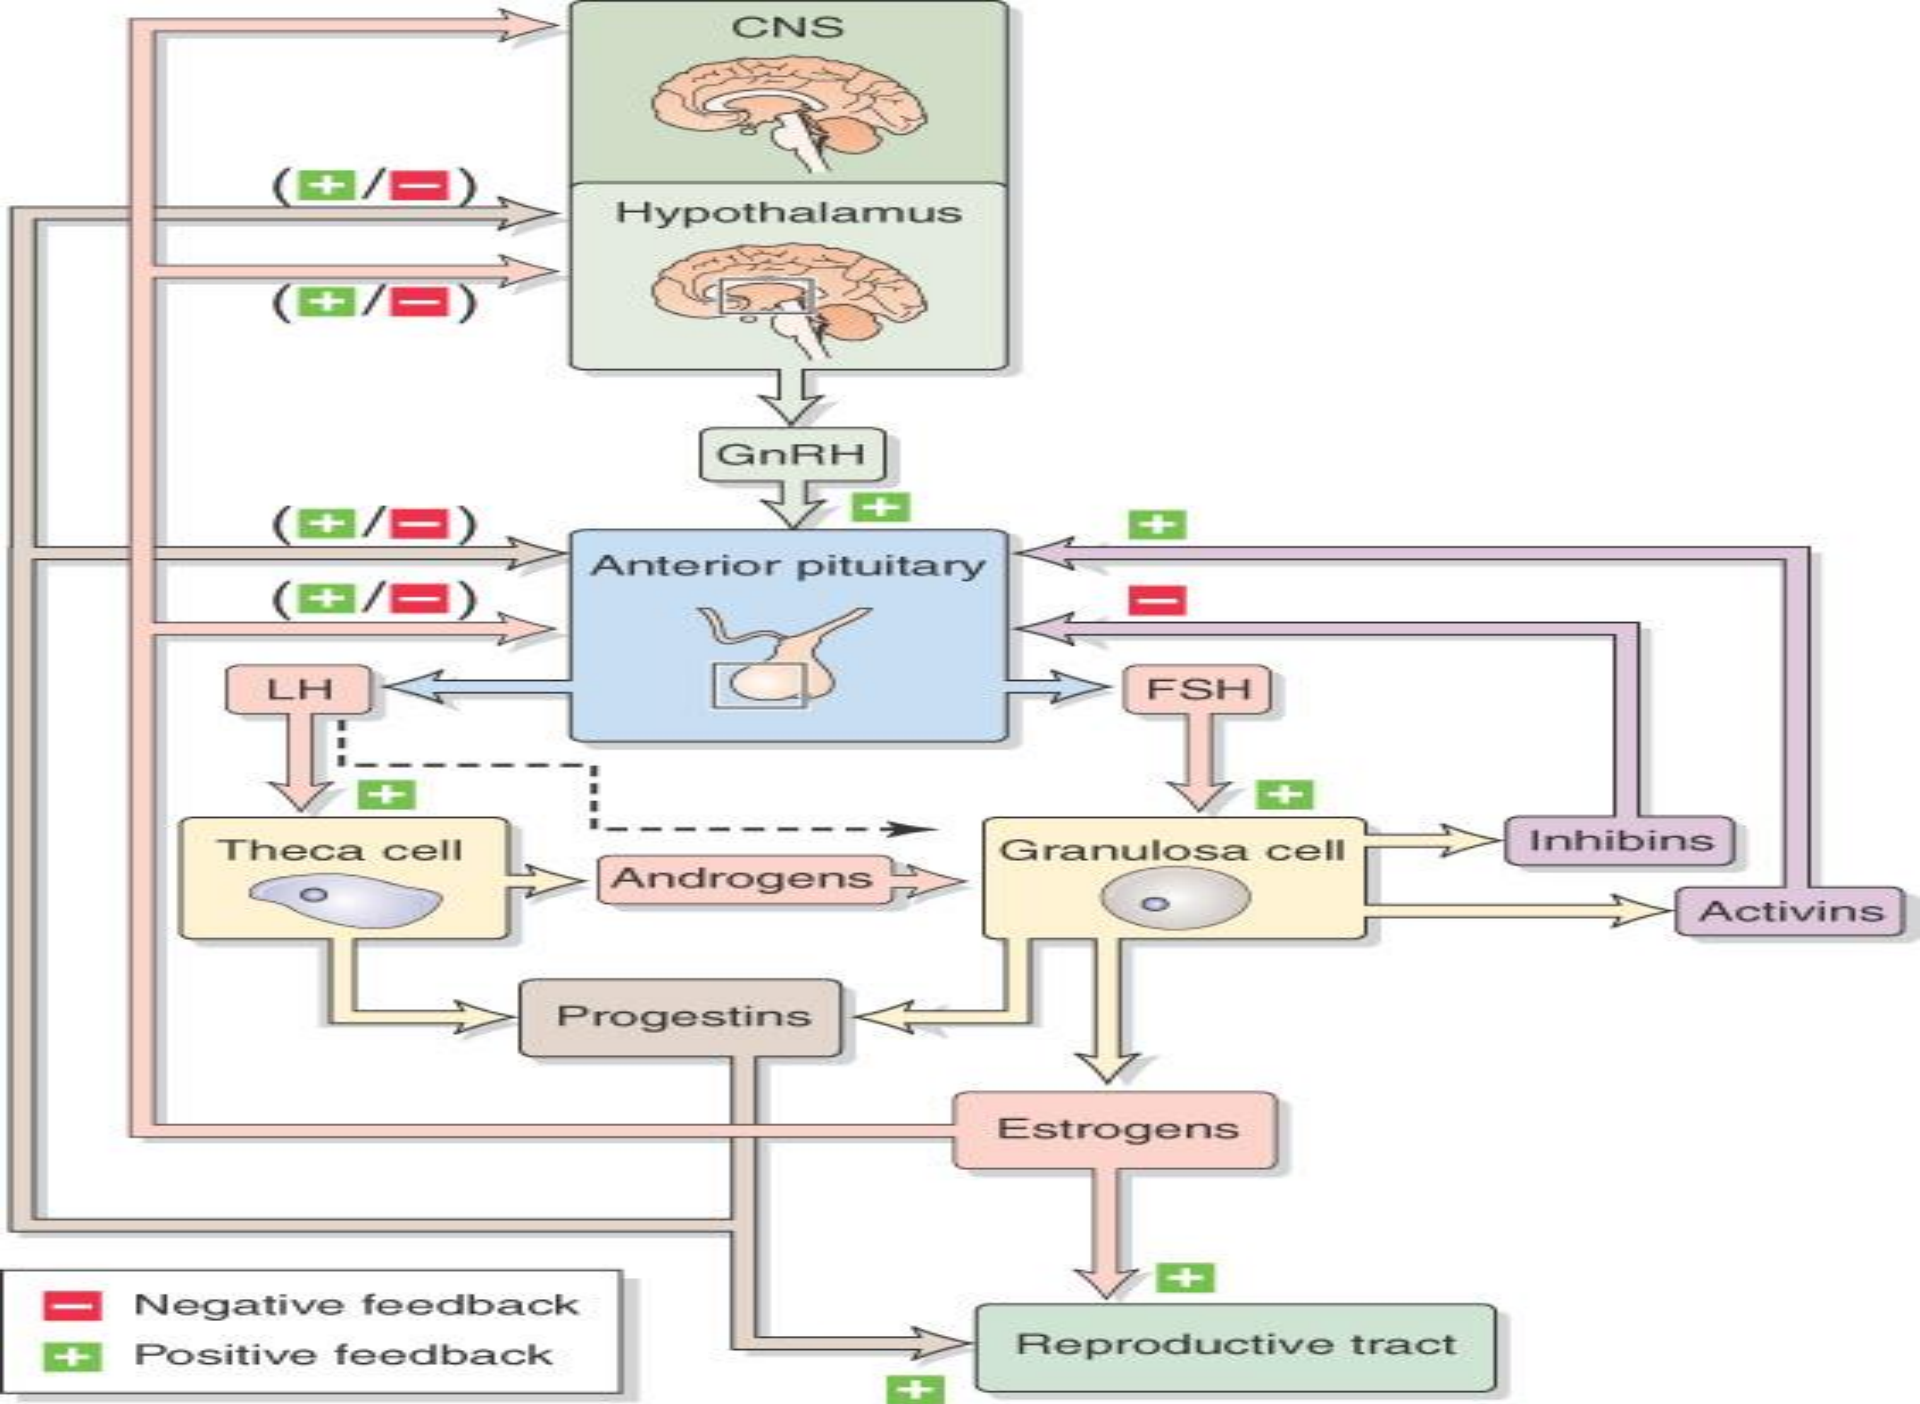 CNS
(+/−)
Hypothalamus
(+/−)
GnRH
+
(+/−)
+
Anterior pituitary
(+/−)
−
LH
FSH
+
+
Theca cell
Granulosa cell
Inhibins
Androgens
Activins
Progestins
Estrogens
+
− Negative feedback
+ Positive feedback
Reproductive tract
+